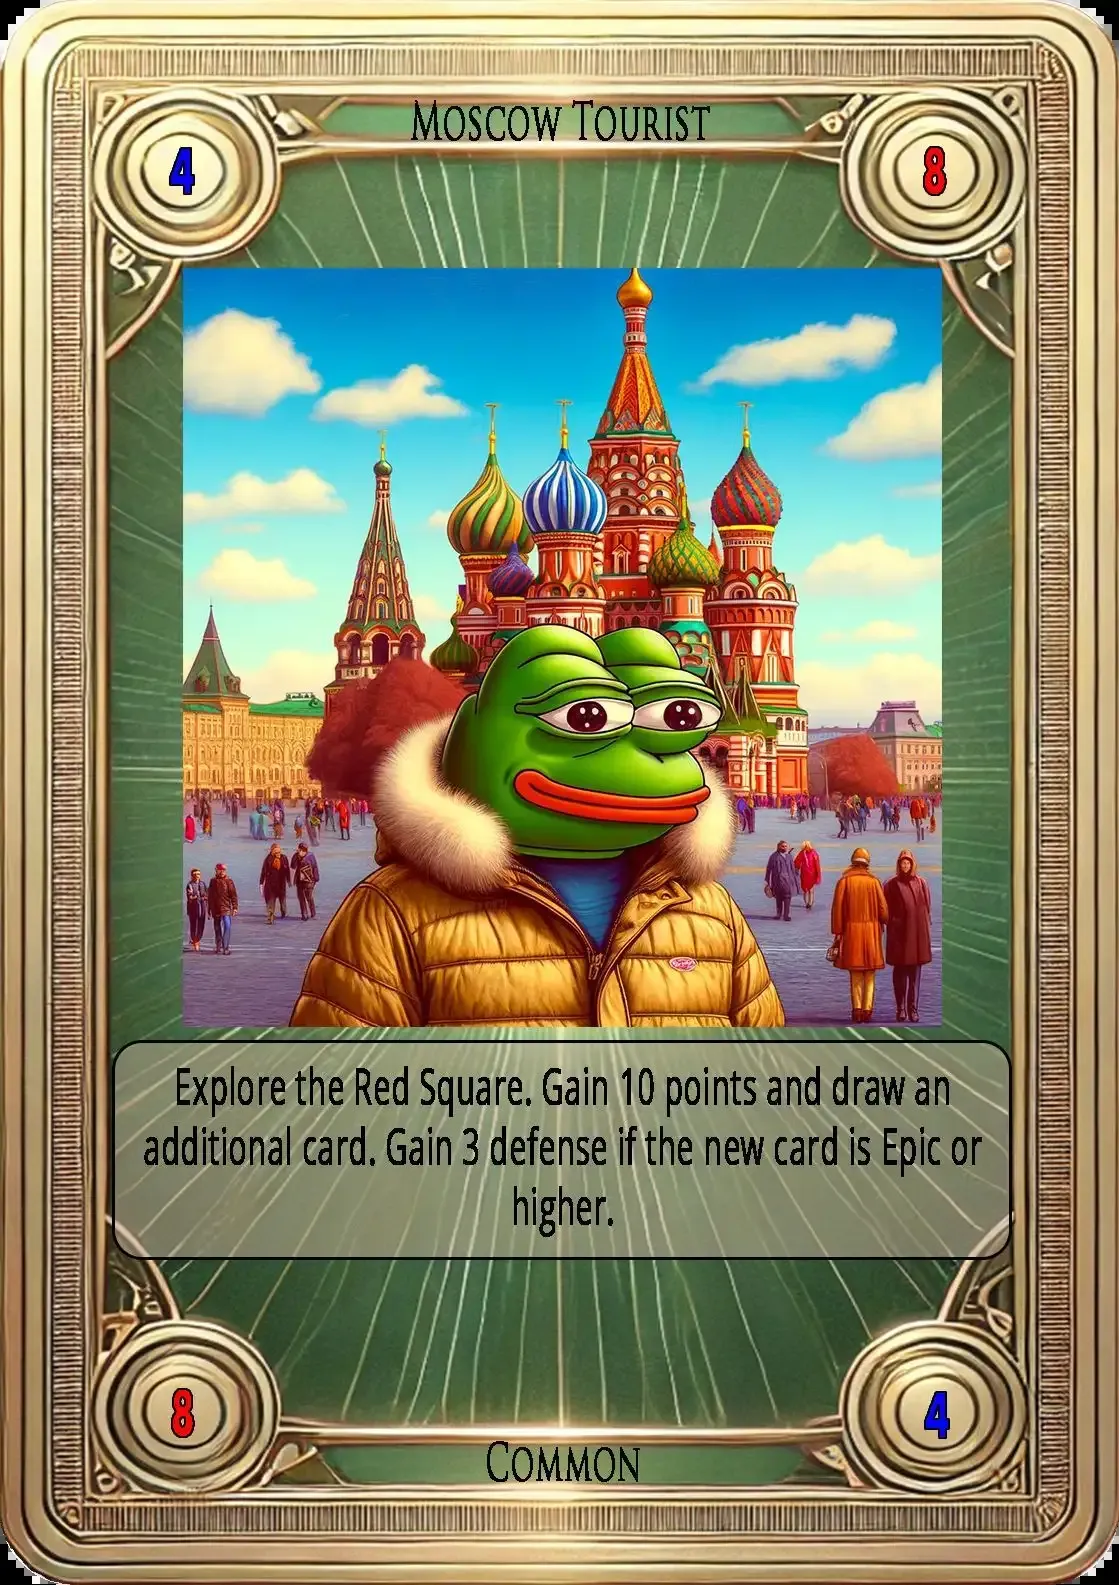 Moscow Tourist
4
8
Explore the Red Square. Gain 10 points and draw an
additional card. Gain 3 defense if the new card is Epic or
higher.
8
4
Common